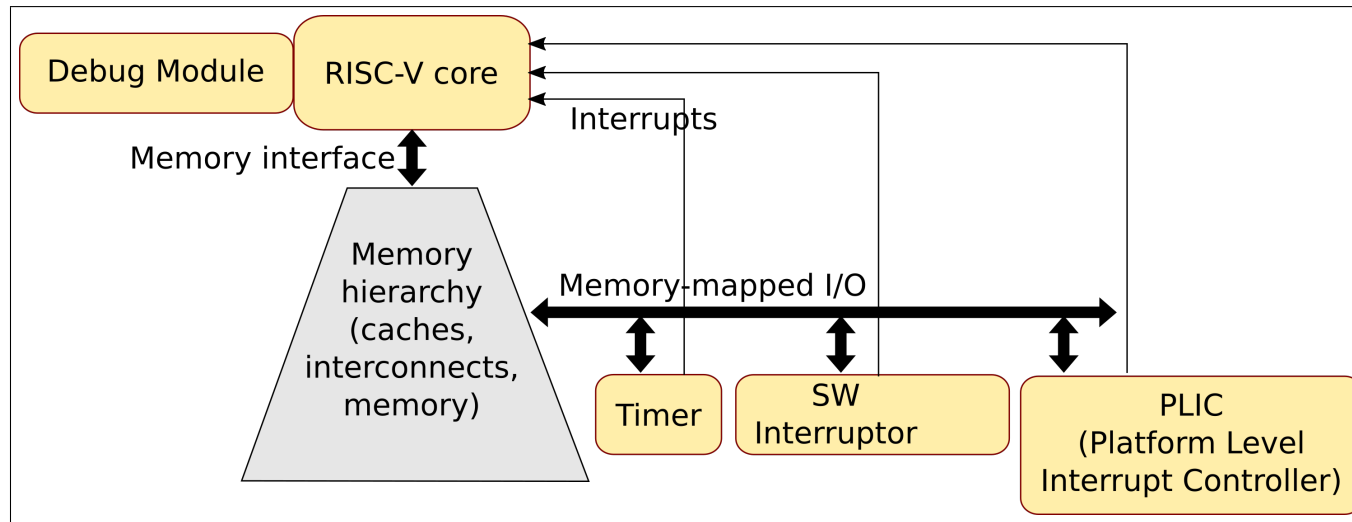 Debug Module
RISC-V core
Interrupts
Memory interface
Memory
hierarchy
(caches,
interconnects,
memory)
Memory-mapped I/O
Timer
SW
Interruptor
PLIC
(Platform Level
Interrupt Controller)